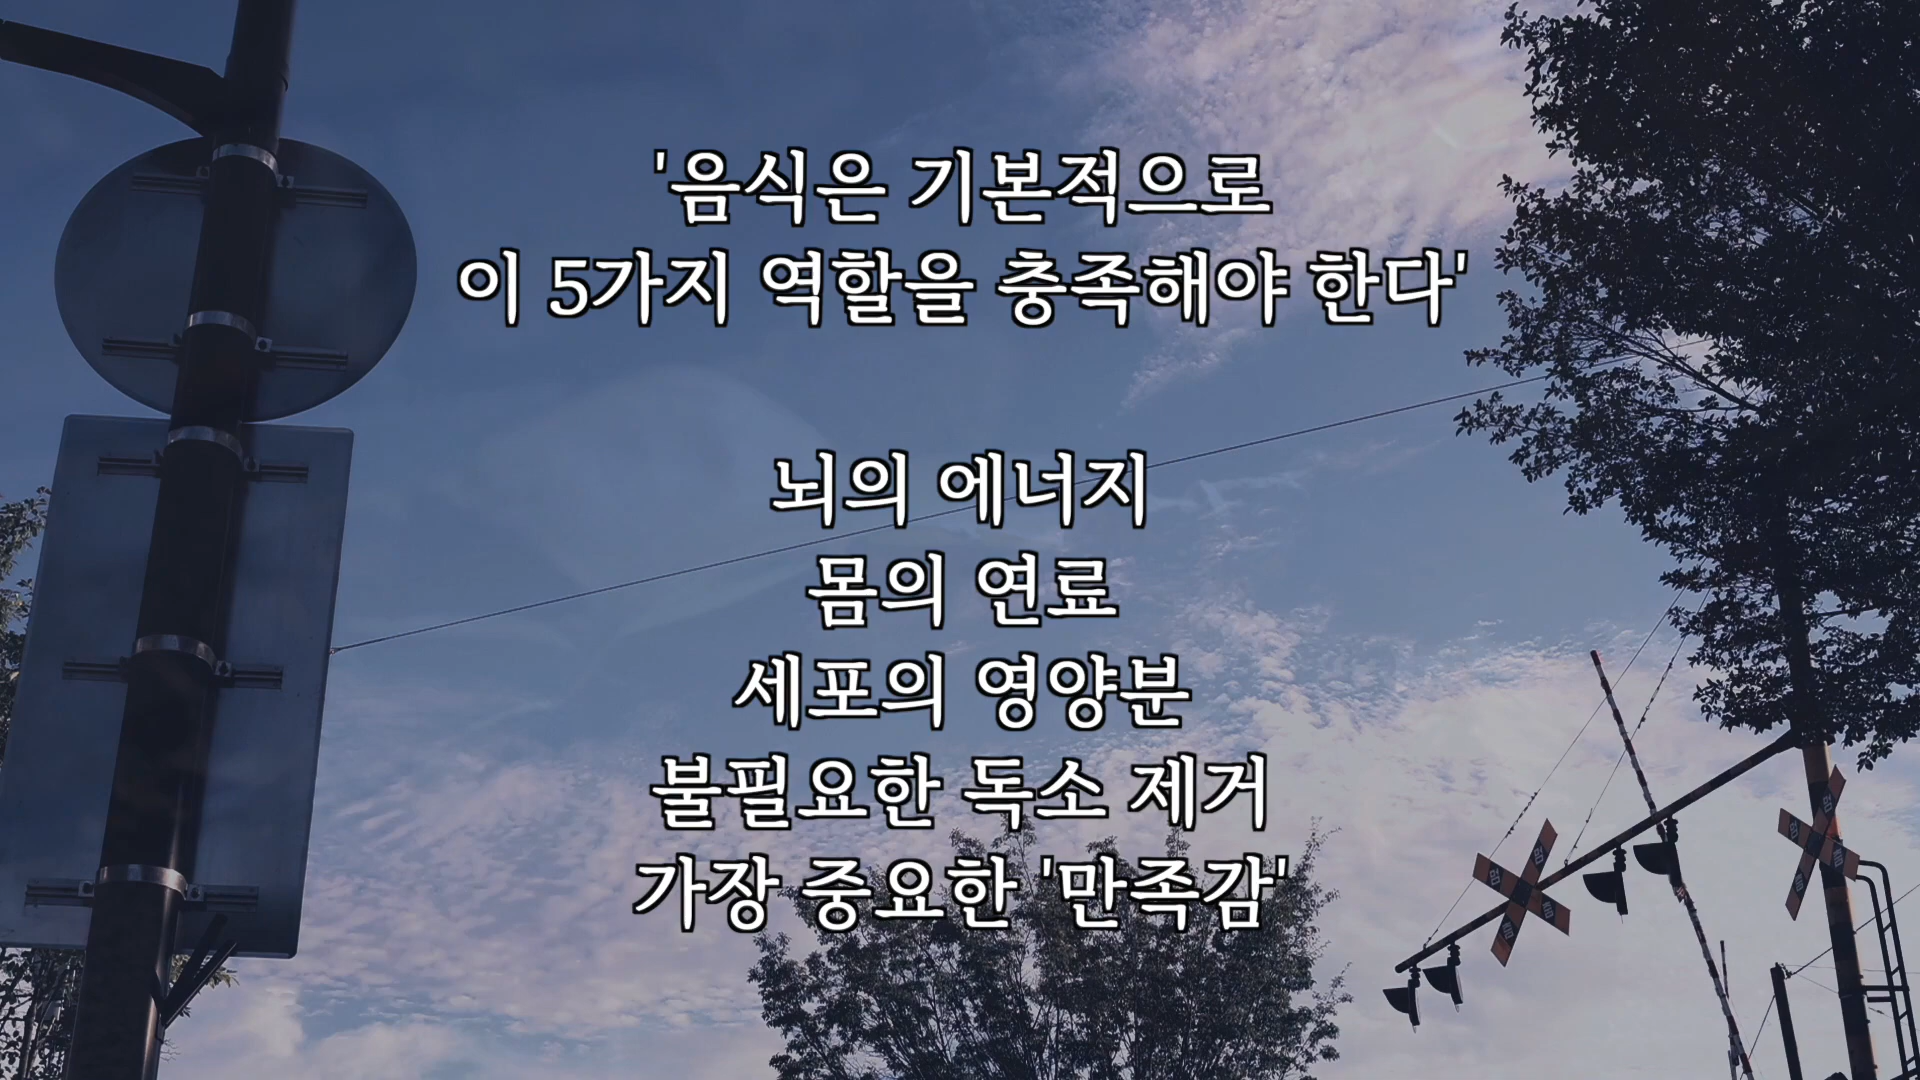 '음식은 기본적으로
이 5가지 역할을 충족해야 한다'
뇌의 에너지
몸의 연료
세포의 영양분
불필요한 독소 제거
가장 중요한 '만족감'